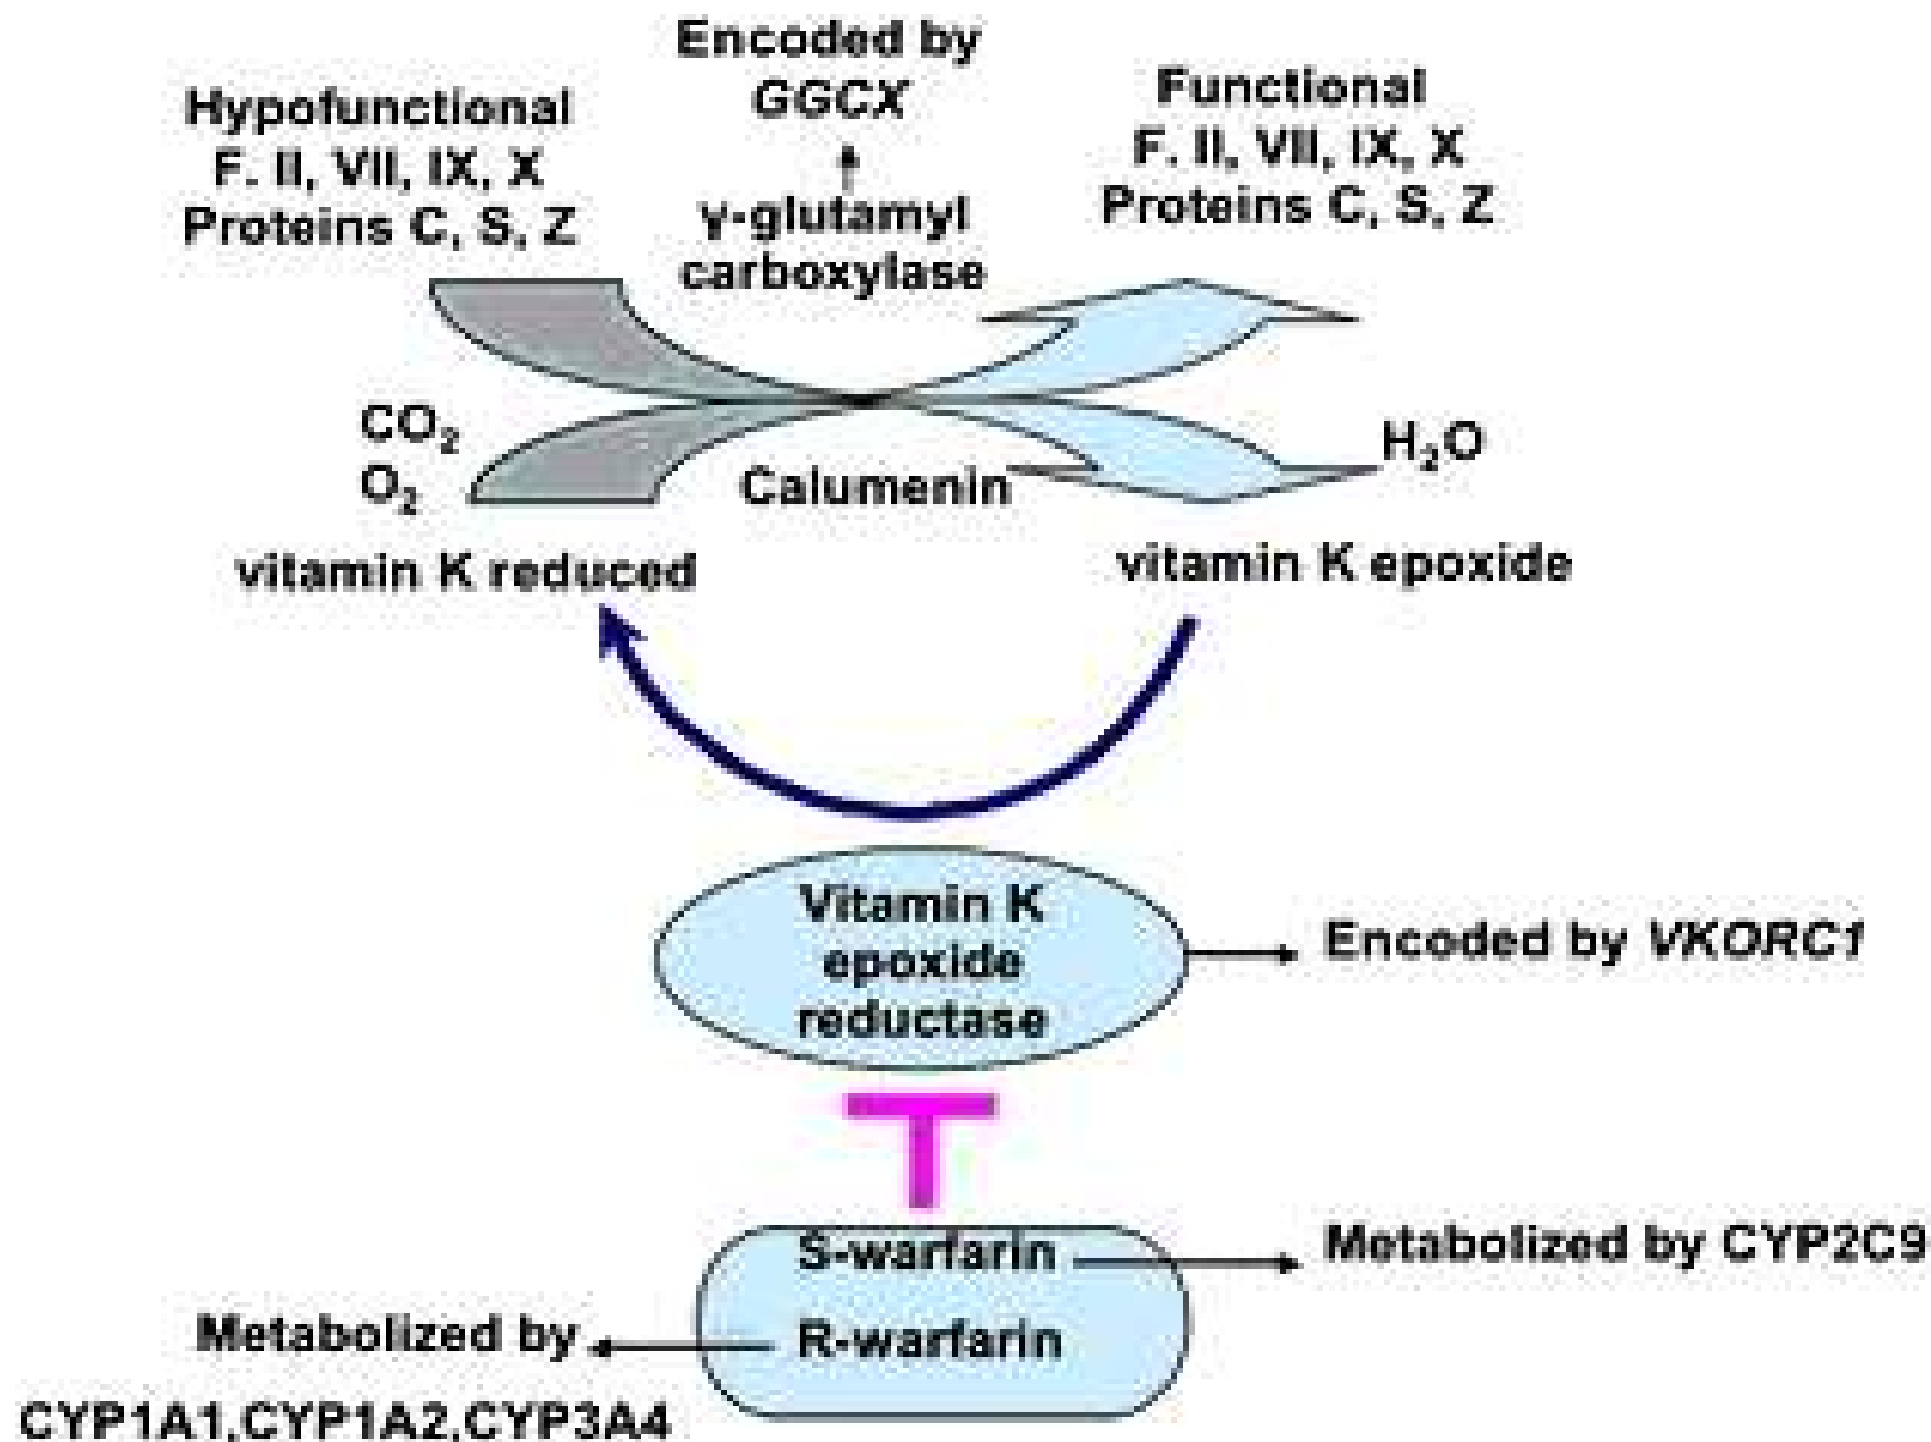 Encoded by
GGCX
Hypofunctional
F. II, VII, IX, X
Proteins C, S, Z
γ-glutamyl
carboxylase
Functional
F. II, VII, IX, X
Proteins C, S, Z
CO₂
O₂
Calumenin
H₂O
vitamin K reduced
vitamin K epoxide
Vitamin K
epoxide
reductase
Encoded by VKORC1
S-warfarin
Metabolized by CYP2C9
R-warfarin
Metabolized by
CYP1A1,CYP1A2,CYP3A4